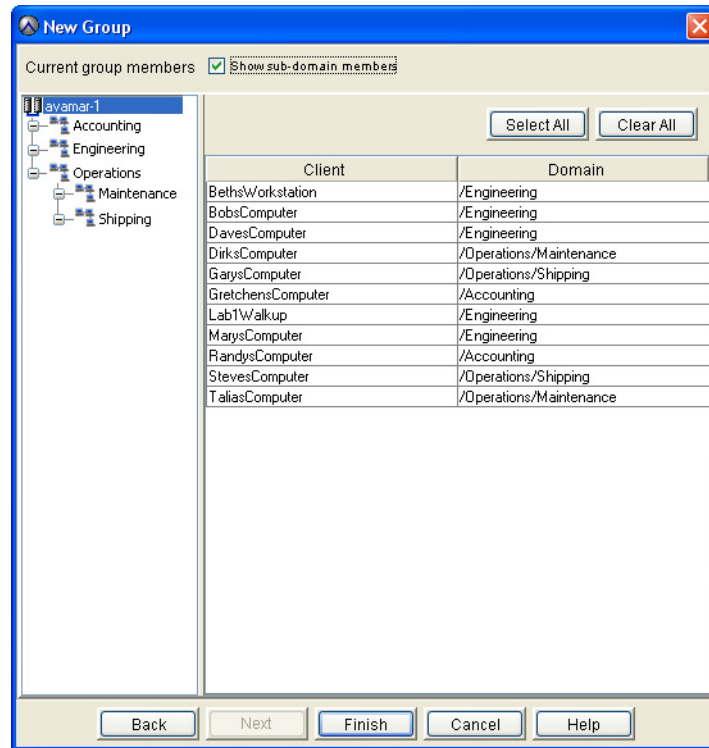 New Group
Current group members Show sub-domain members
avamar-1
Accounting
Engineering
Operations
Maintenance
Shipping
Select All Clear All
Client Domain
BethsWorkstation /Engineering
BobsComputer /Engineering
DavesComputer /Engineering
DirksComputer /Operations/Maintenance
GarysComputer /Operations/Shipping
GretchensComputer /Accounting
Lab1Walkup /Engineering
MarysComputer /Engineering
RandysComputer /Accounting
StevesComputer /Operations/Shipping
TaliasComputer /Operations/Maintenance
Back Next Finish Cancel Help